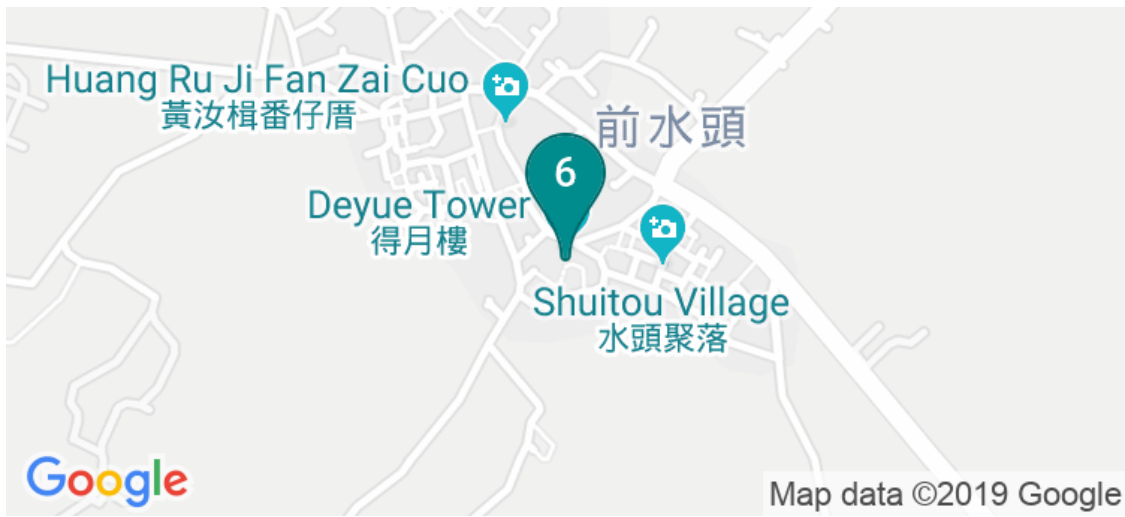 Huang Ru Ji Fan Zai Cuo
黃汝楫番仔厝
前水頭
6
Deyue Tower
得月樓
Shuitou Village
水頭聚落
Google
Map data ©2019 Google